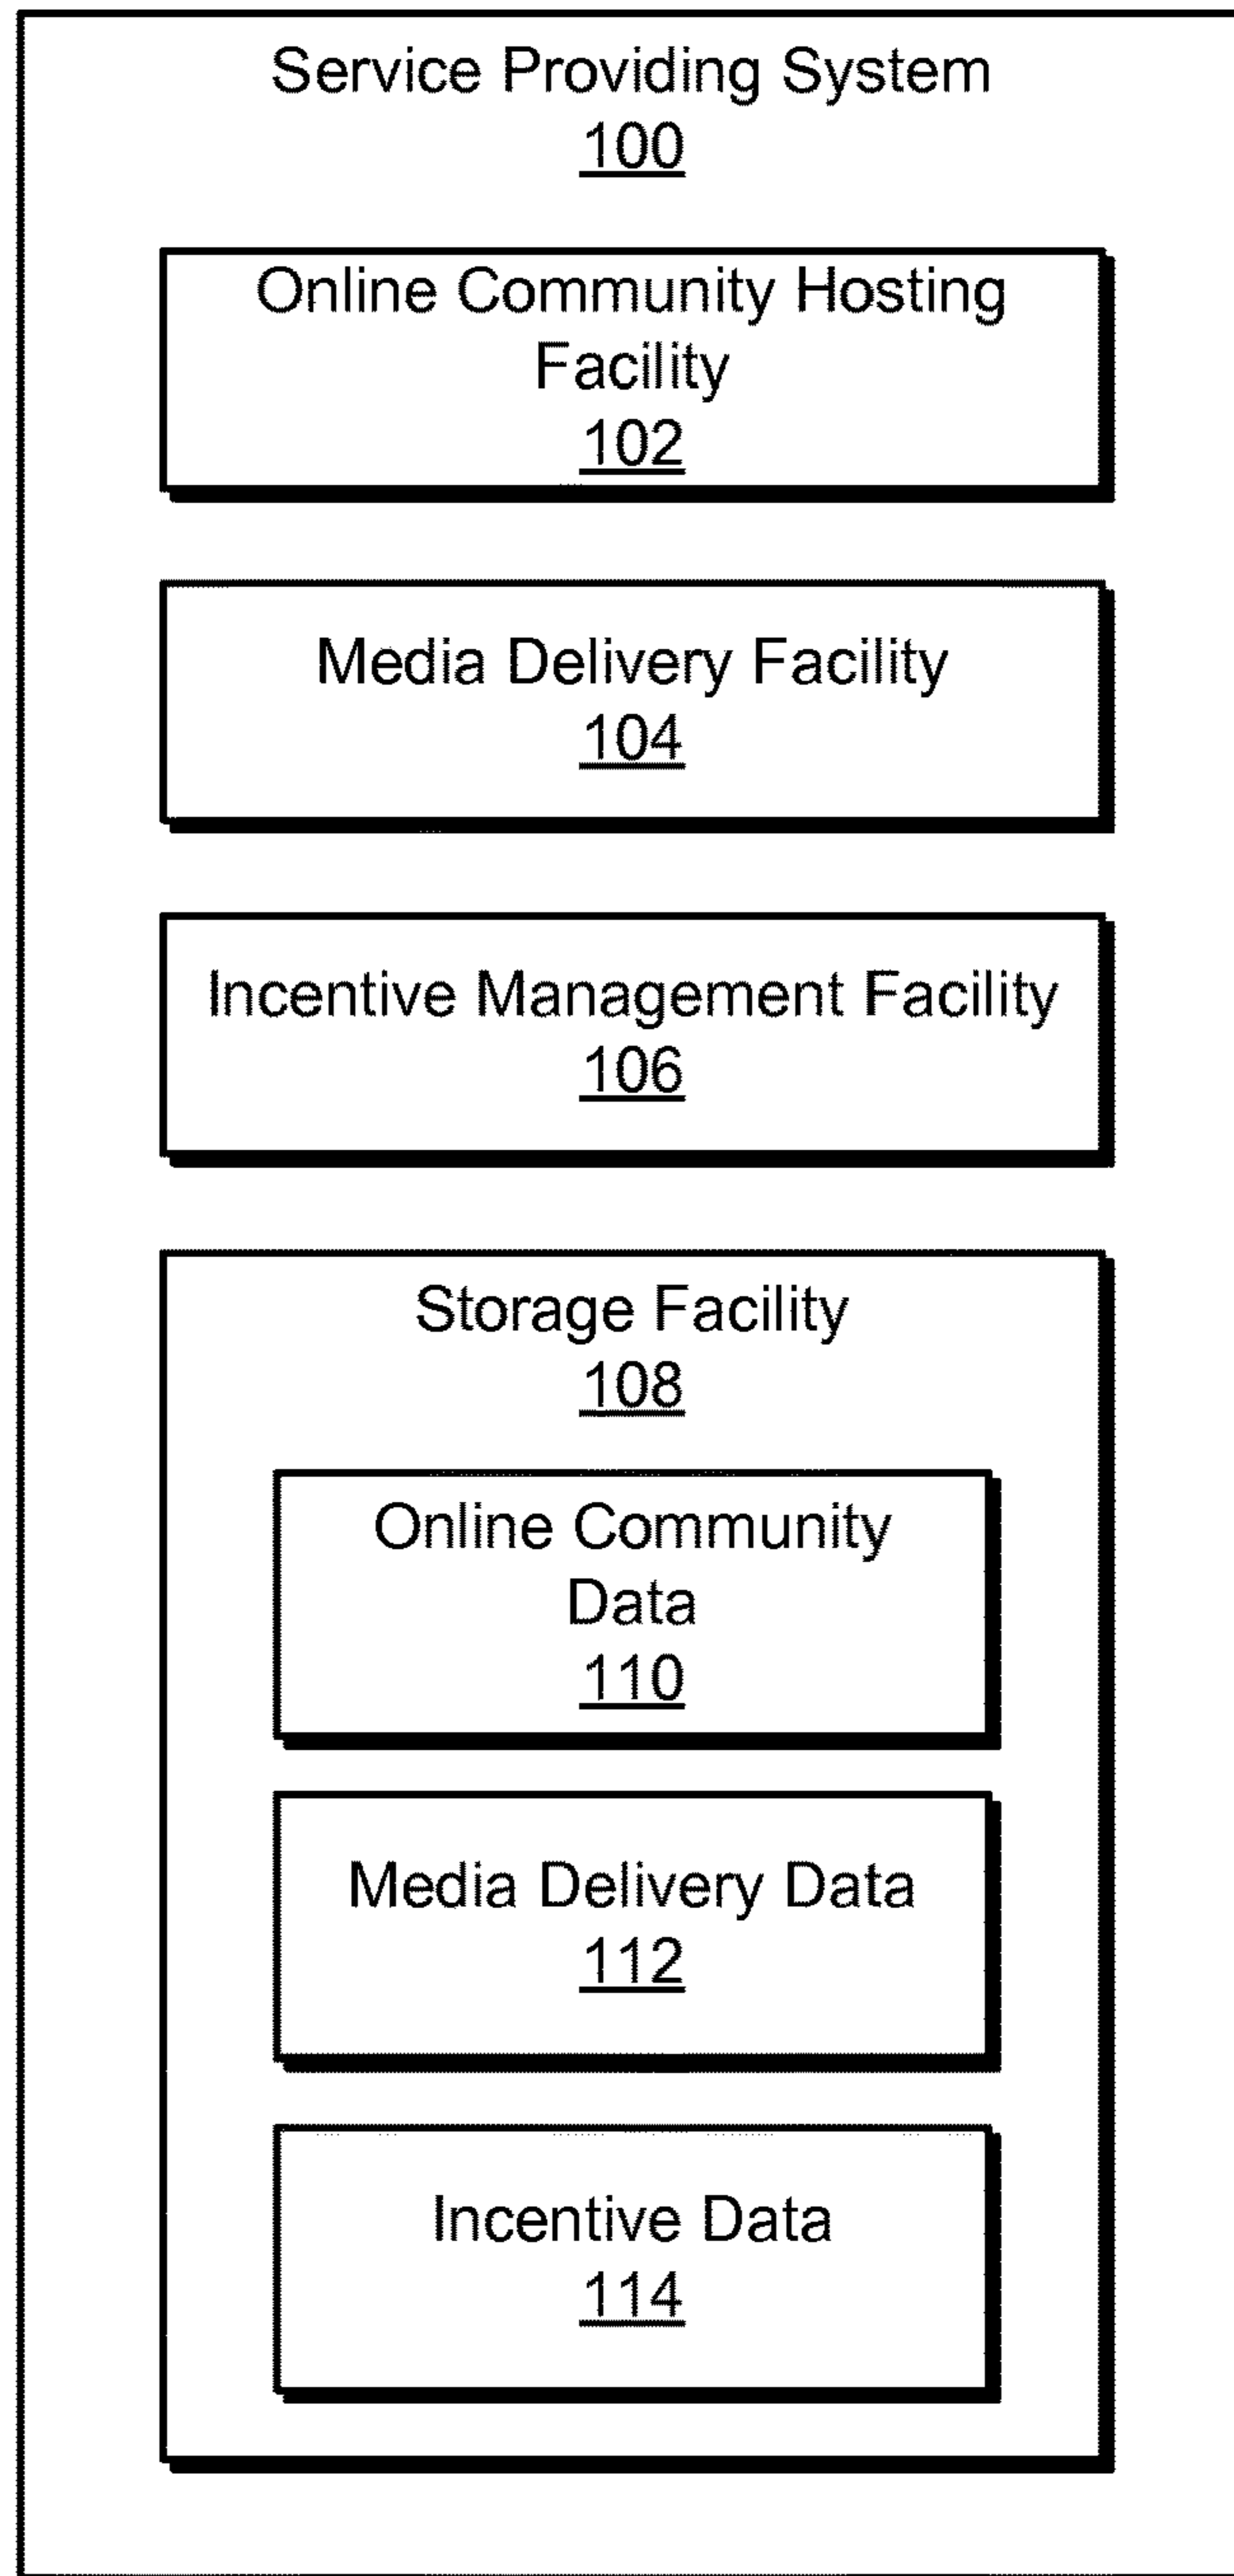 Service Providing System
100
Online Community Hosting
Facility
102
Media Delivery Facility
104
Incentive Management Facility
106
Storage Facility
108
Online Community
Data
110
Media Delivery Data
112
Incentive Data
114